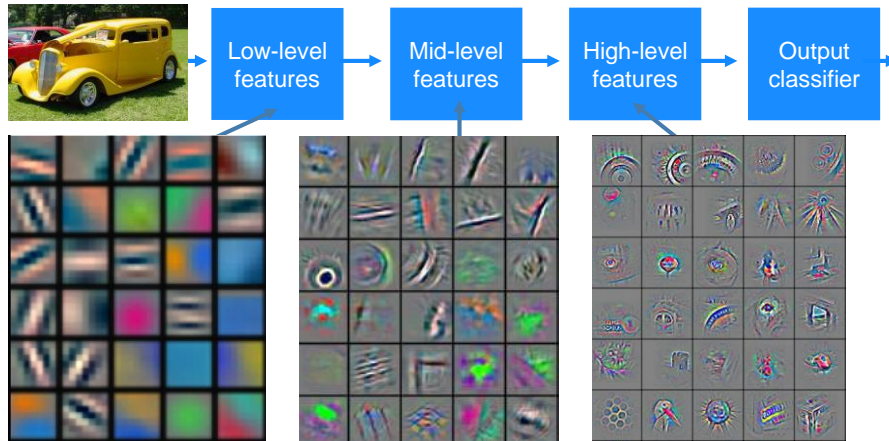 Low-level
features
Mid-level
features
High-level
features
Output
classifier